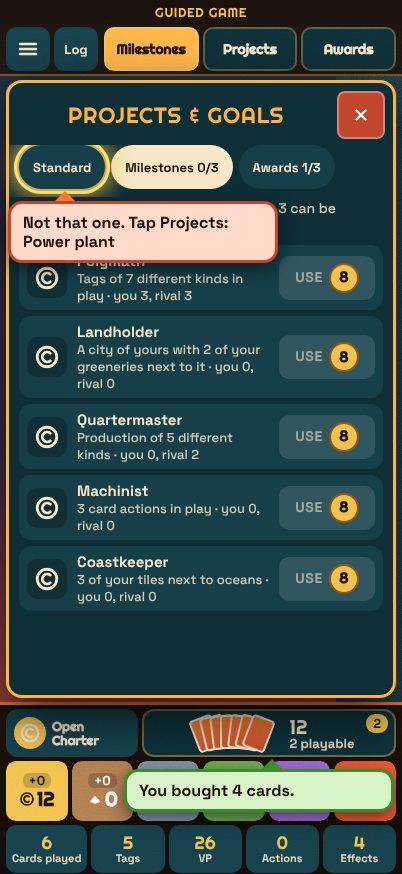 GUIDED GAME
Log
Milestones
Projects
Awards
PROJECTS & GOALS
×
Standard
Milestones 0/3
Awards 1/3
3 can be
Not that one. Tap Projects:
Power plant
Polymath
Tags of 7 different kinds in
play · you 3, rival 3
USE 8
Landholder
A city of yours with 2 of your
greeneries next to it · you 0,
rival 0
USE 8
Quartermaster
Production of 5 different
kinds · you 0, rival 2
USE 8
Machinist
3 card actions in play · you 0,
rival 0
USE 8
Coastkeeper
3 of your tiles next to oceans ·
you 0, rival 0
USE 8
Open
Charter
12
2 playable
2
+0
© 12
+0
0
You bought 4 cards.
6
Cards played
5
Tags
26
VP
0
Actions
4
Effects